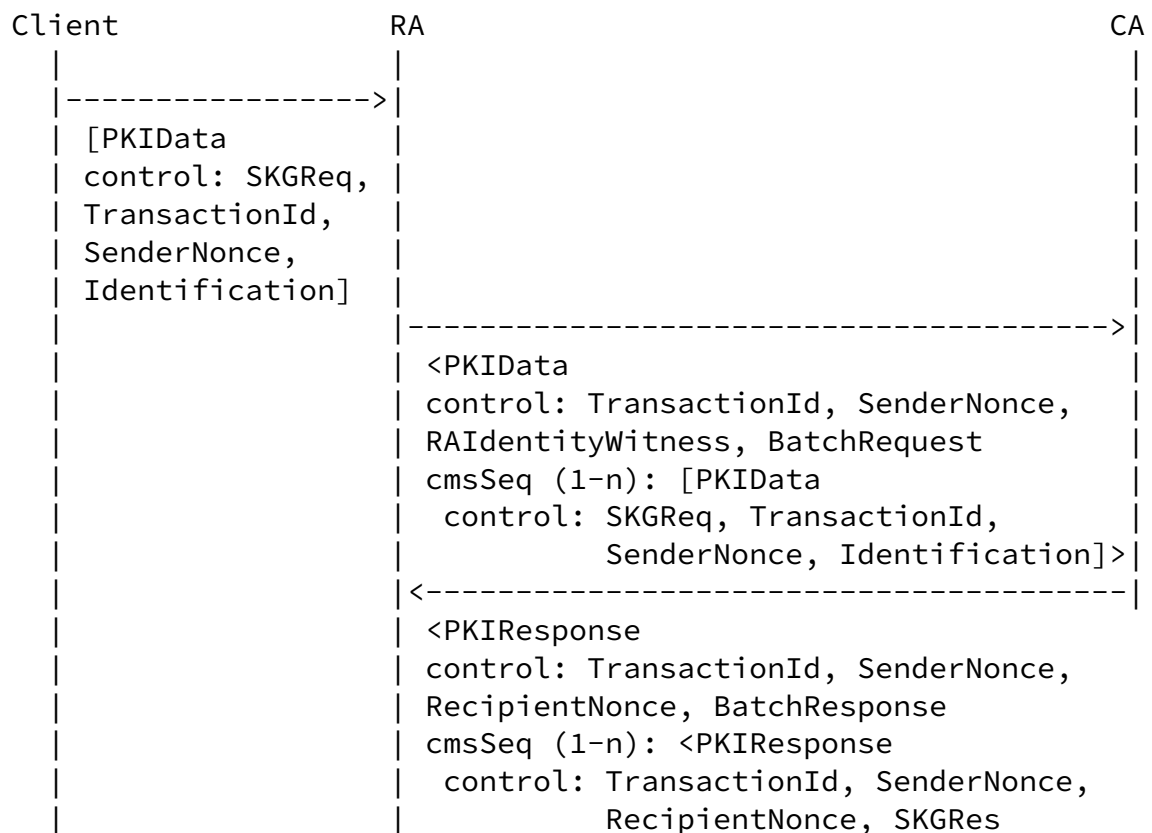 Client               RA                                       CA
  |                  |                                        |
  |----------------->|                                        |
  | [PKIData         |                                        |
  | control: SKGReq, |                                        |
  | TransactionId,   |                                        |
  | SenderNonce,     |                                        |
  | Identification]  |                                        |
  |                  |--------------------------------------->|
  |                  | <PKIData                               |
  |                  | control: TransactionId, SenderNonce,   |
  |                  | RAIdentityWitness, BatchRequest        |
  |                  | cmsSeq (1-n): [PKIData                 |
  |                  |  control: SKGReq, TransactionId,       |
  |                  |           SenderNonce, Identification]>|
  |                  |<---------------------------------------|
  |                  | <PKIResponse
  |                  | control: TransactionId, SenderNonce,
  |                  | RecipientNonce, BatchResponse
  |                  | cmsSeq (1-n): <PKIResponse
  |                  |  control: TransactionId, SenderNonce,
  |                  |           RecipientNonce, SKGRes